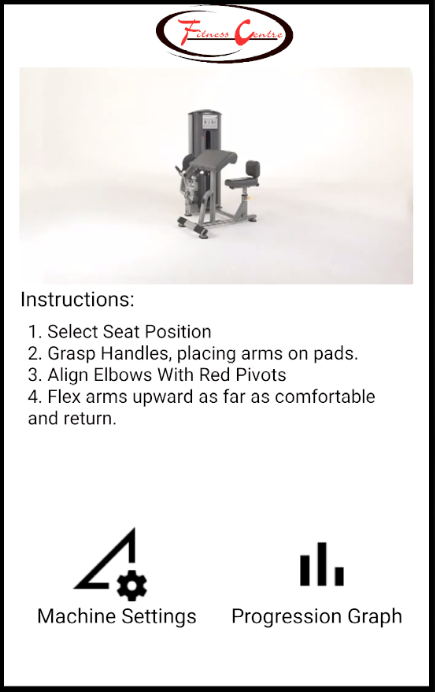 Fitness Centre
Instructions:
1. Select Seat Position
2. Grasp Handles, placing arms on pads.
3. Align Elbows With Red Pivots
4. Flex arms upward as far as comfortable
and return.
Machine Settings
Progression Graph